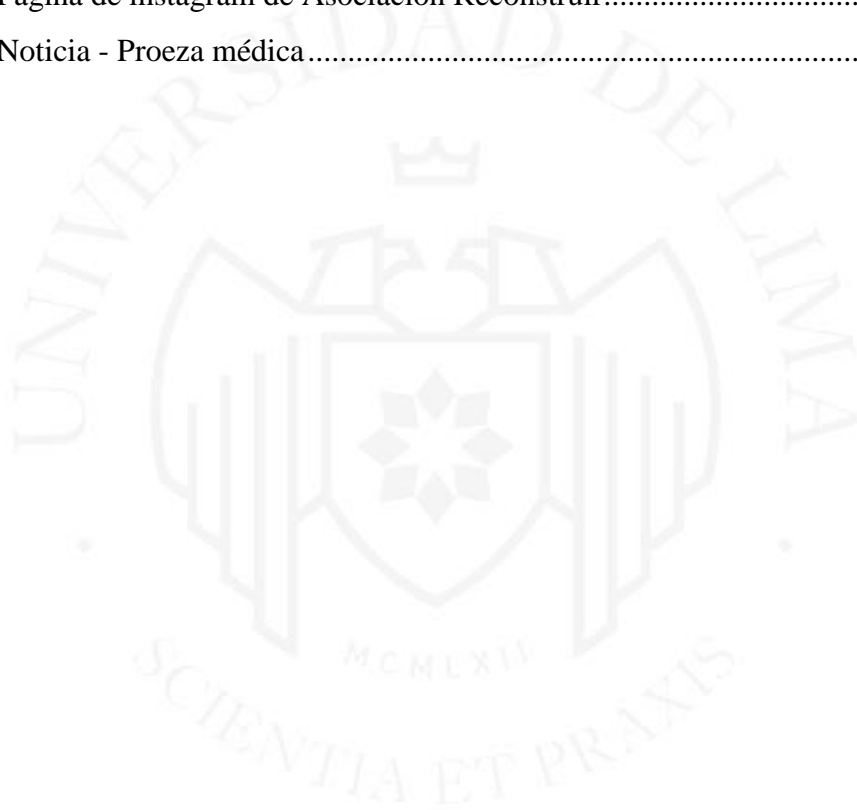 Página de Instagram de Asociación Reconstruir................................
Noticia - Proeza médica.....................................................................
UNIVERSIDAD DE LIMA
MCMLXII
SCIENTIA ET PRAXIS